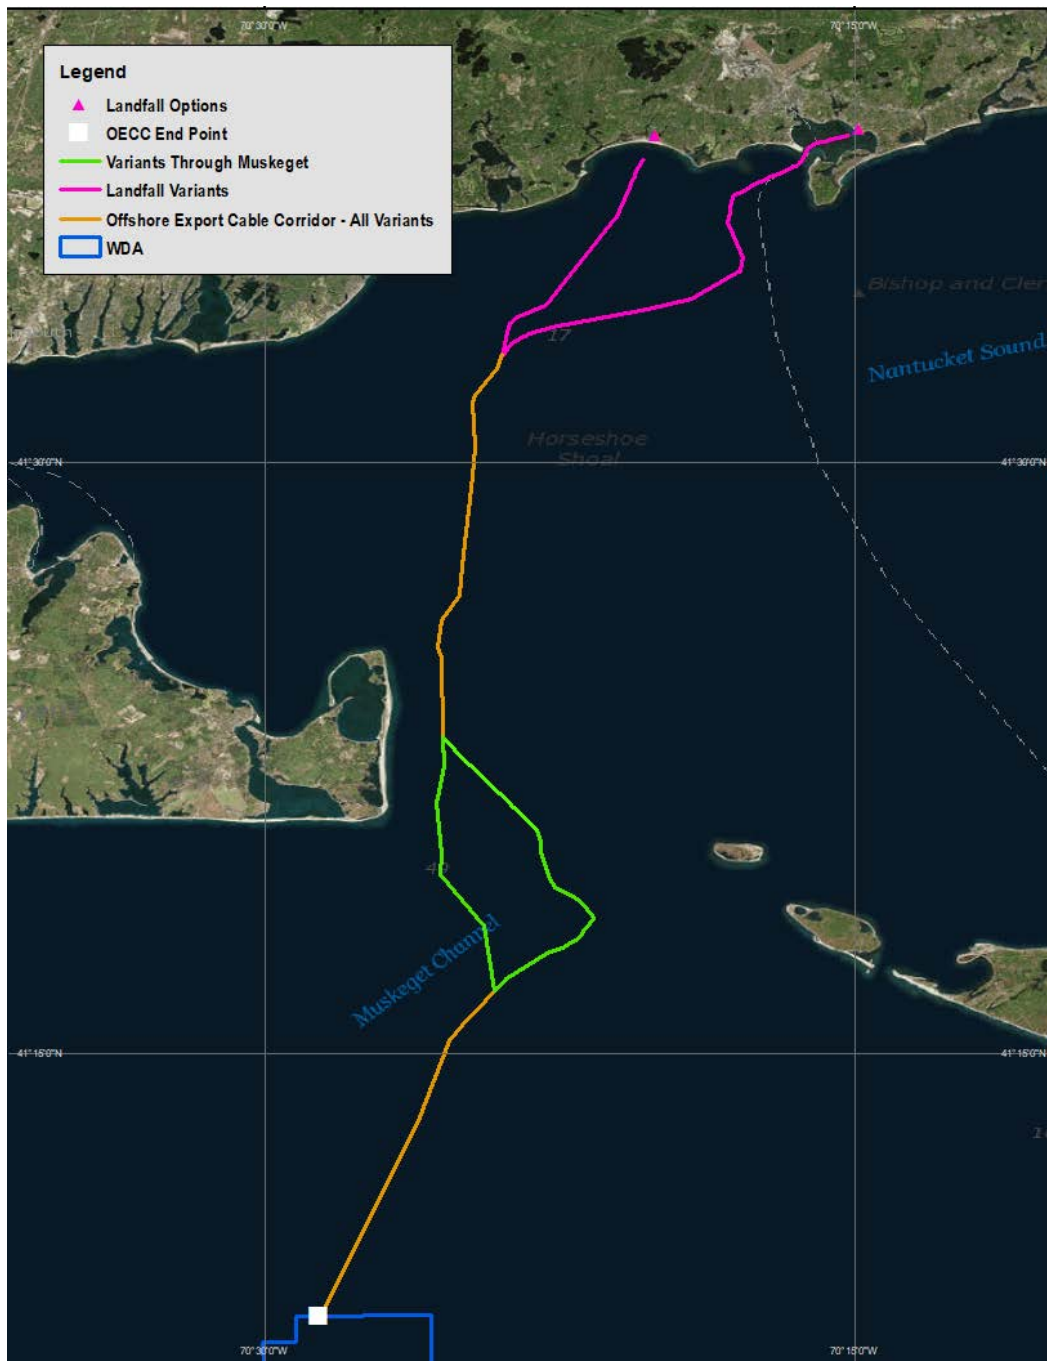 70°30'0"W
70°15'0"W
Legend
Landfall Options
OECC End Point
Variants Through Muskeget
Landfall Variants
Offshore Export Cable Corridor - All Variants
WDA
Bishop and Cler
17
Nantucket Sound
Horseshoe
Shoal
41°30'0"N
41°30'0"N
49
Muskeget Channel
41°15'0"N
41°15'0"N
70°30'0"W
70°15'0"W